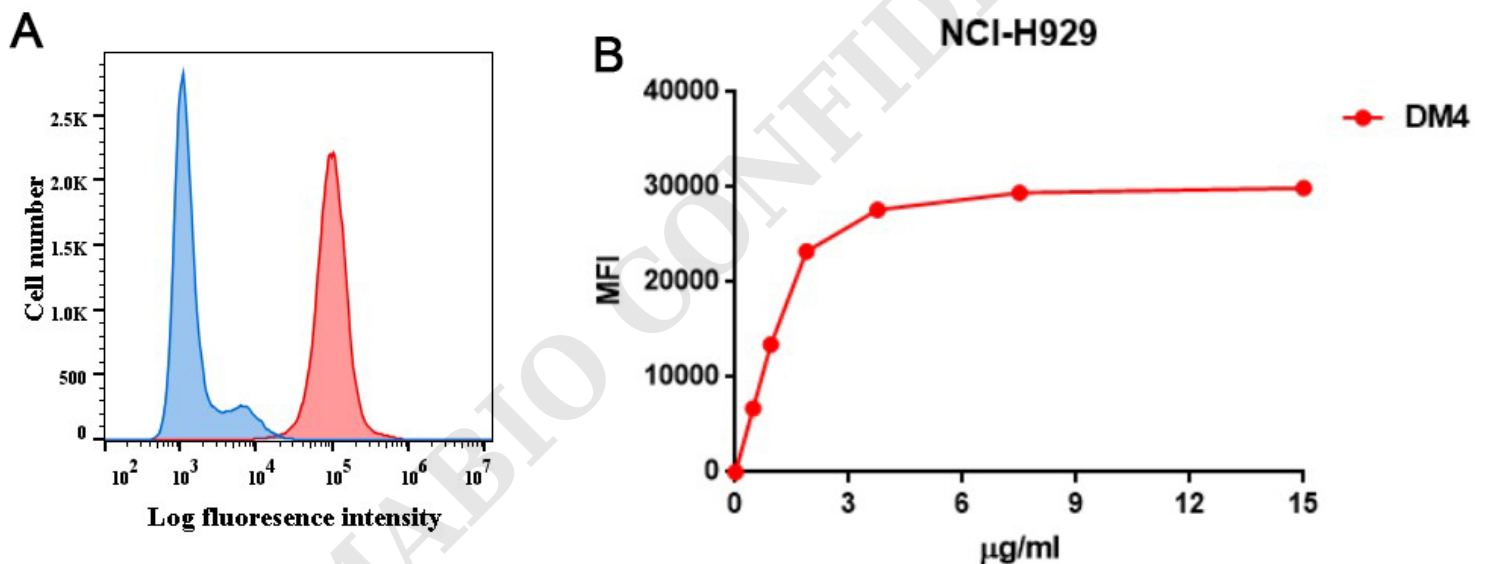 A
2.5K
2.0K
1.5K
1.0K
500
0
Cell number
10^2 10^3 10^4 10^5 10^6 10^7
Log fluoresence intensity
B
NCI-H929
40000
30000
20000
10000
0
MFI
0 3 6 9 12 15
μg/ml
DM4